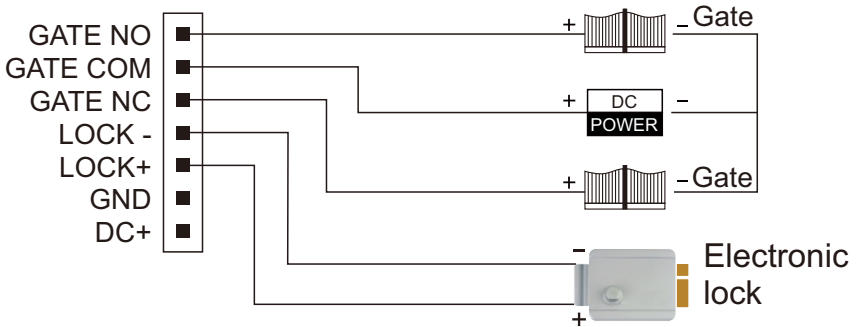 GATE NO
GATE COM
GATE NC
LOCK -
LOCK+
GND
DC+
+ - Gate
+ DC POWER -
+ - Gate
-
+
Electronic
lock